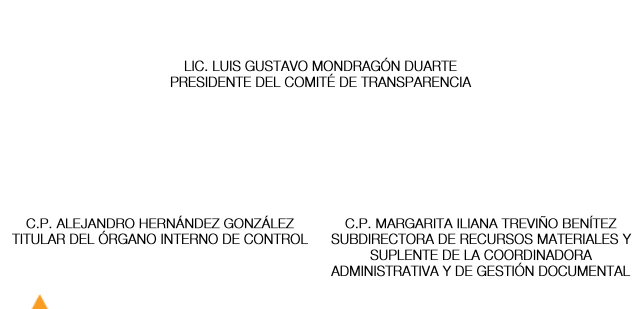 LIC. LUIS GUSTAVO MONDRAGÓN DUARTE
PRESIDENTE DEL COMITÉ DE TRANSPARENCIA
C.P. ALEJANDRO HERNÁNDEZ GONZÁLEZ
TITULAR DEL ÓRGANO INTERNO DE CONTROL
C.P. MARGARITA ILIANA TREVIÑO BENÍTEZ
SUBDIRECTORA DE RECURSOS MATERIALES Y
SUPLENTE DE LA COORDINADORA
ADMINISTRATIVA Y DE GESTIÓN DOCUMENTAL